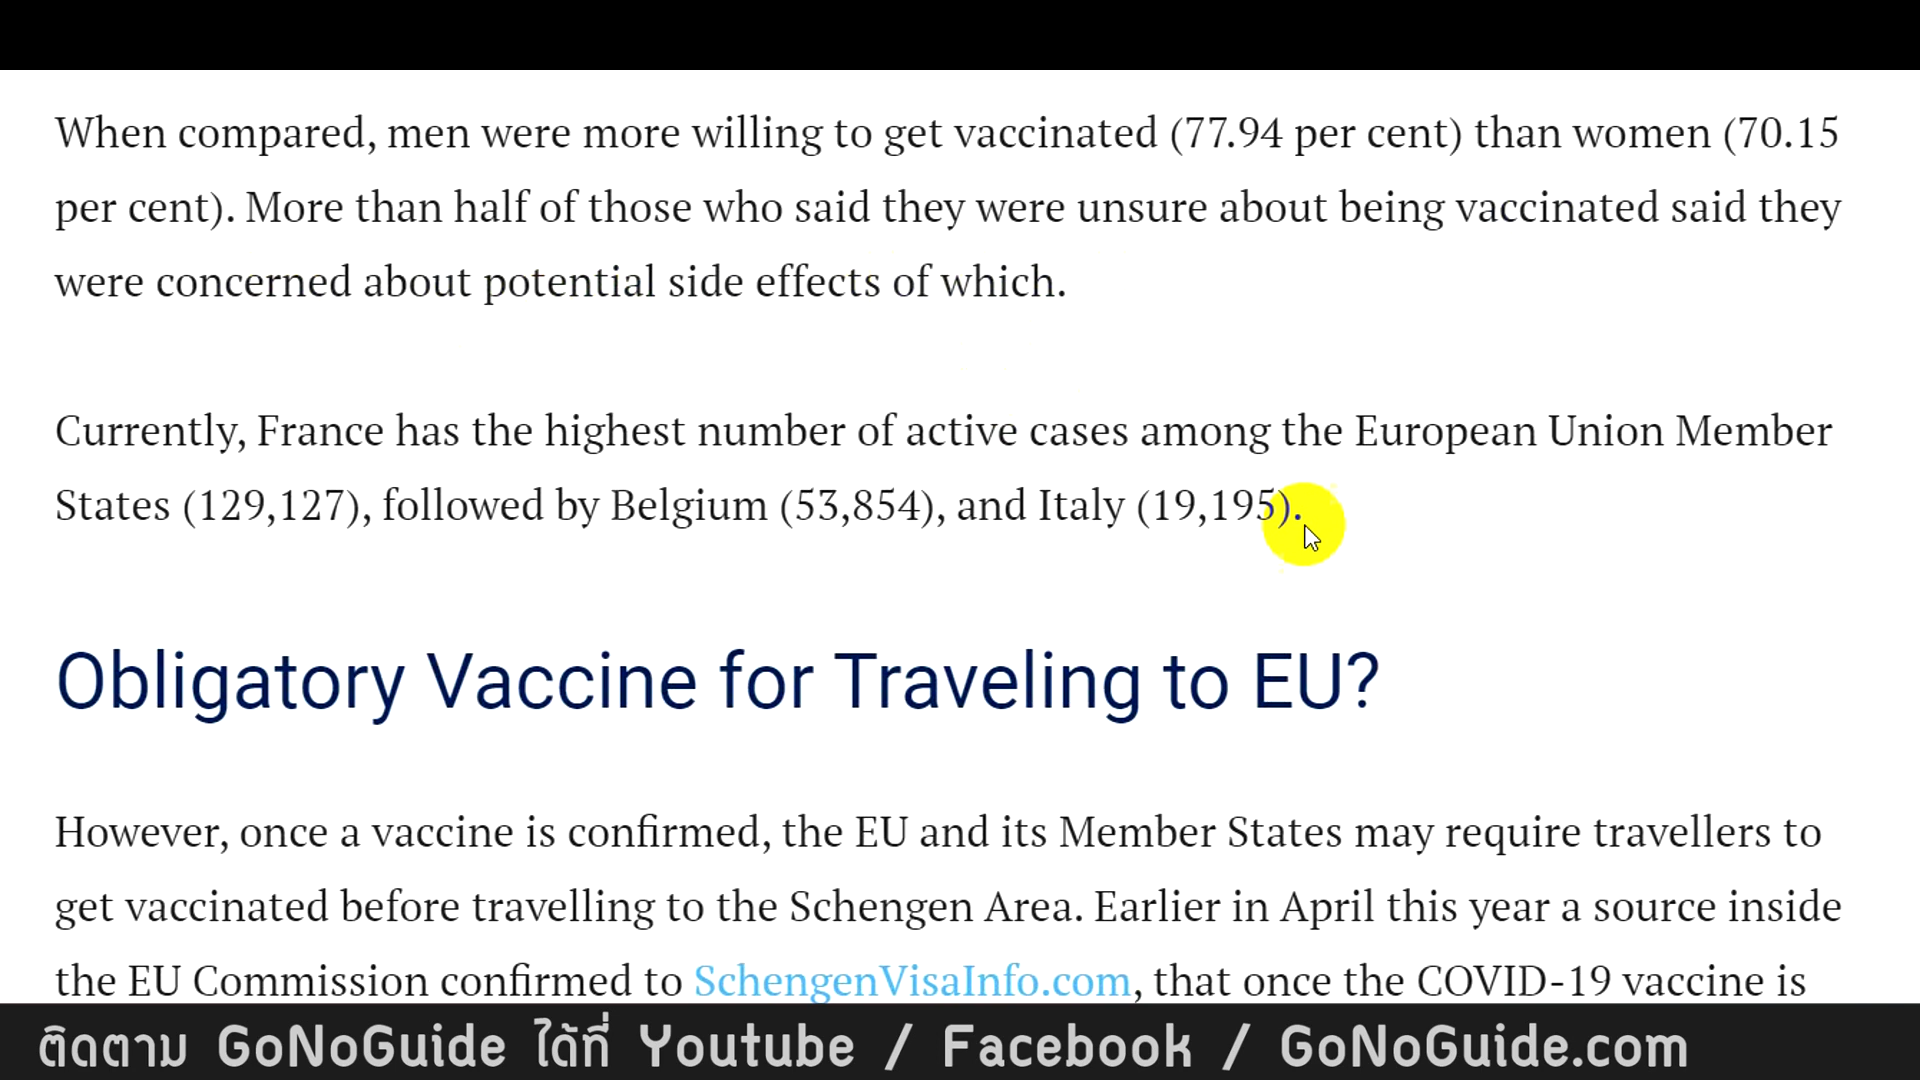 When compared, men were more willing to get vaccinated (77.94 per cent) than women (70.15
per cent). More than half of those who said they were unsure about being vaccinated said they
were concerned about potential side effects of which.
Currently, France has the highest number of active cases among the European Union Member
States (129,127), followed by Belgium (53,854), and Italy (19,195).
Obligatory Vaccine for Traveling to EU?
However, once a vaccine is confirmed, the EU and its Member States may require travellers to
get vaccinated before travelling to the Schengen Area. Earlier in April this year a source inside
the EU Commission confirmed to SchengenVisaInfo.com, that once the COVID-19 vaccine is
ติดตาม GoNoGuide ได้ที่ Youtube / Facebook / GoNoGuide.com